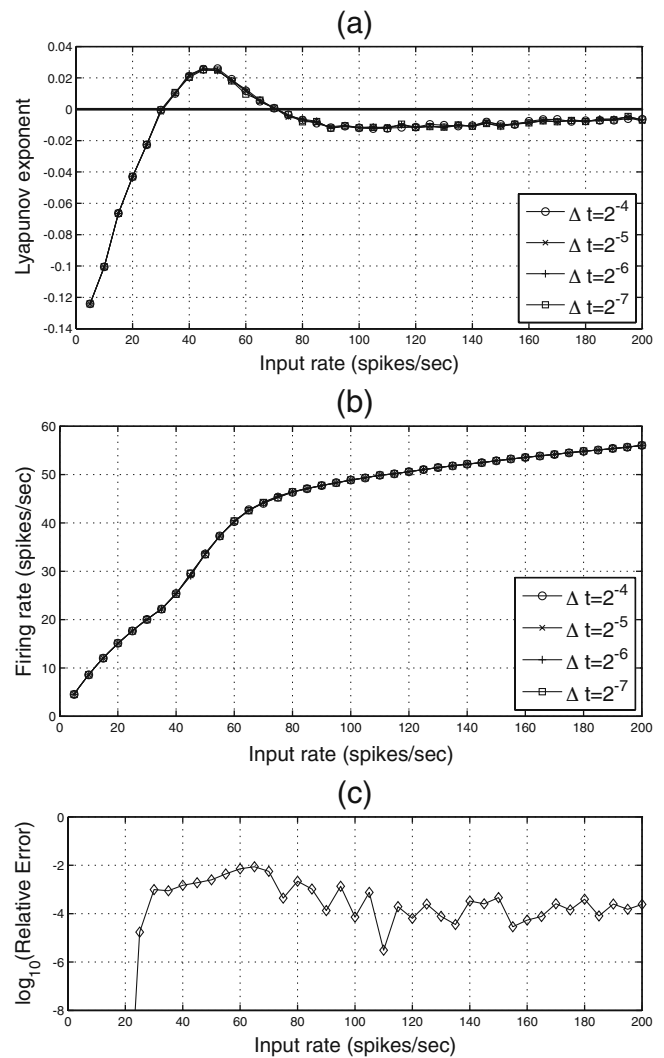 (a)
0.04
0.02
0
-0.02
-0.04
-0.06
-0.08
-0.1
-0.12
-0.14
Lyapunov exponent
Δ t=2^-4
Δ t=2^-5
Δ t=2^-6
Δ t=2^-7
0 20 40 60 80 100 120 140 160 180 200
Input rate (spikes/sec)
(b)
60
50
40
30
20
10
0
Firing rate (spikes/sec)
Δ t=2^-4
Δ t=2^-5
Δ t=2^-6
Δ t=2^-7
0 20 40 60 80 100 120 140 160 180 200
Input rate (spikes/sec)
(c)
0
-2
-4
-6
-8
log10(Relative Error)
0 20 40 60 80 100 120 140 160 180 200
Input rate (spikes/sec)